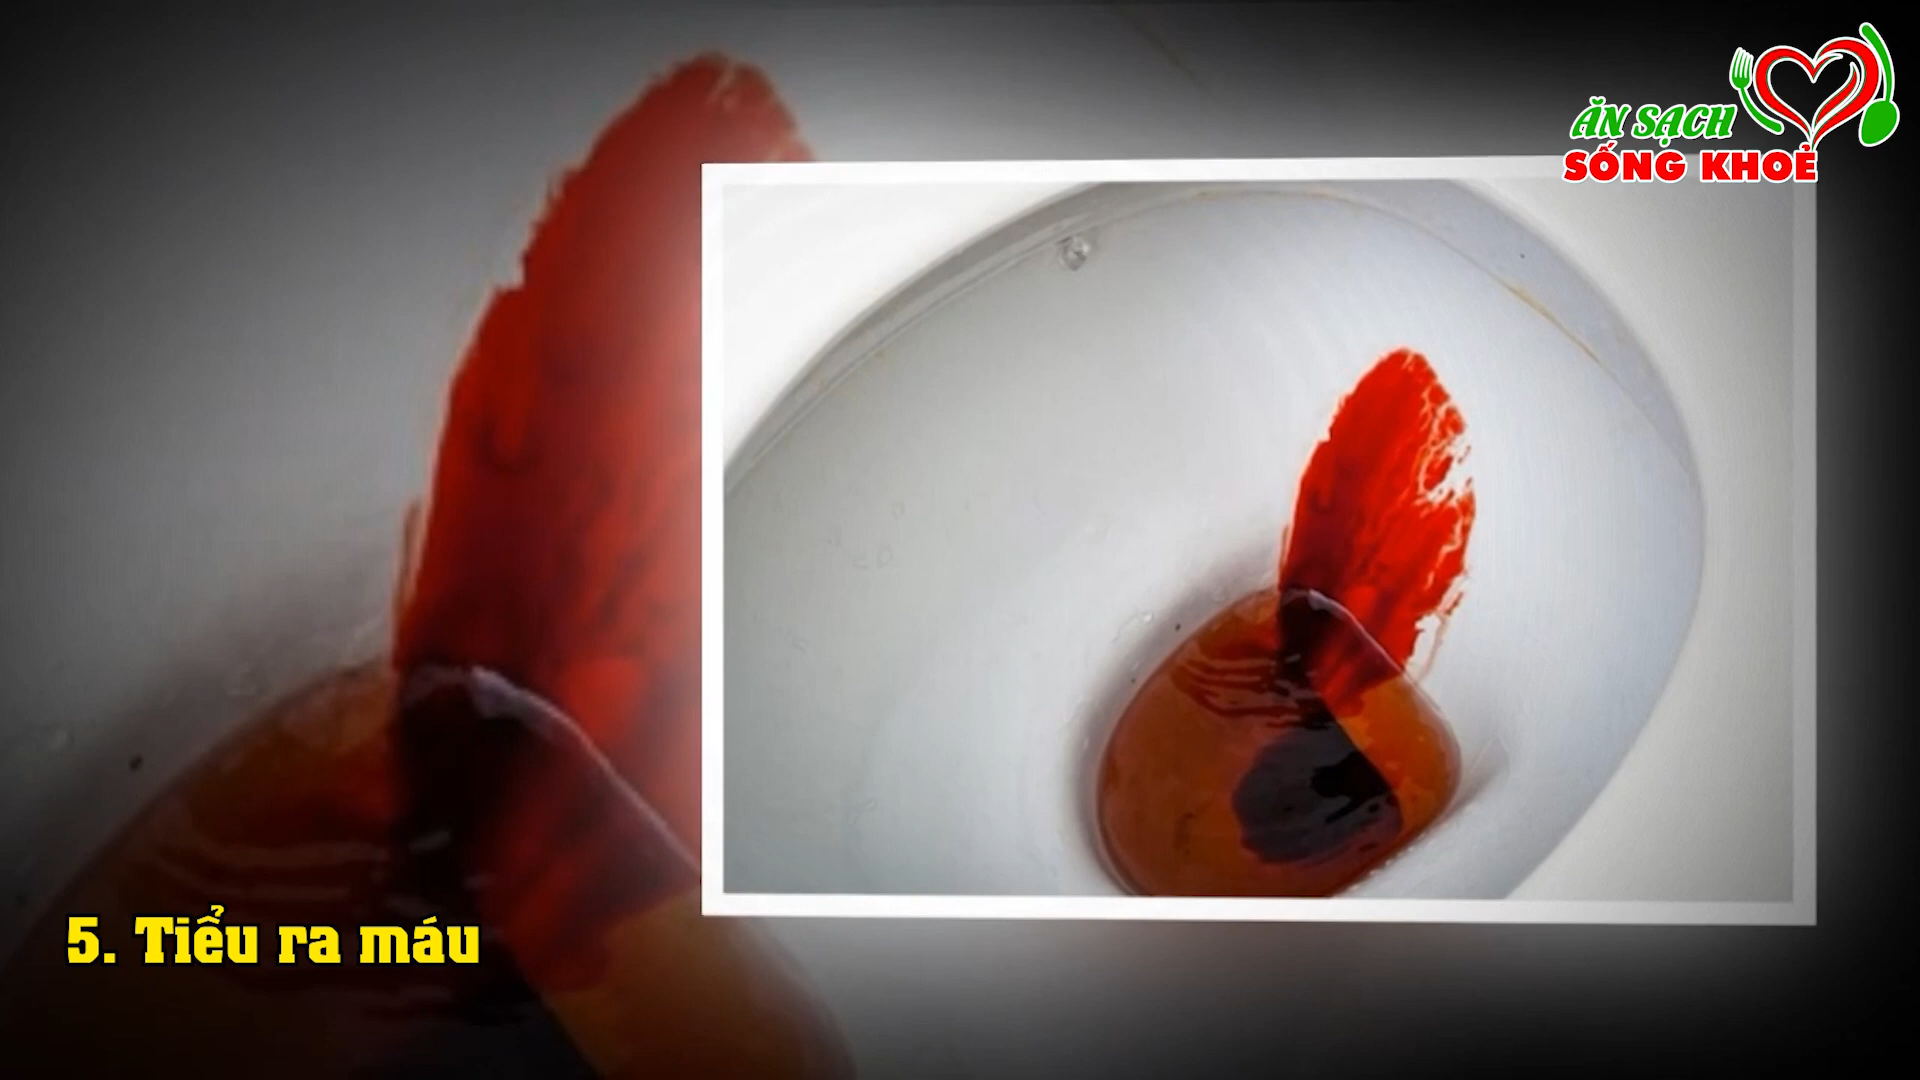 ĂN SẠCH
SỐNG KHOẺ
5. Tiểu ra máu